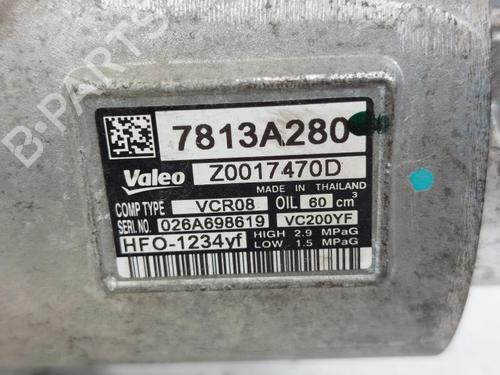 7813A280
Valeo Z0017470D
MADE IN THAILAND
COMP TYPE VCR08 OIL 60 cm3
SERI.NO. 026A698619 VC200YF
HFO-1234yf HIGH 2.9 MPaG
LOW 1.5 MPaG
B-PARTS